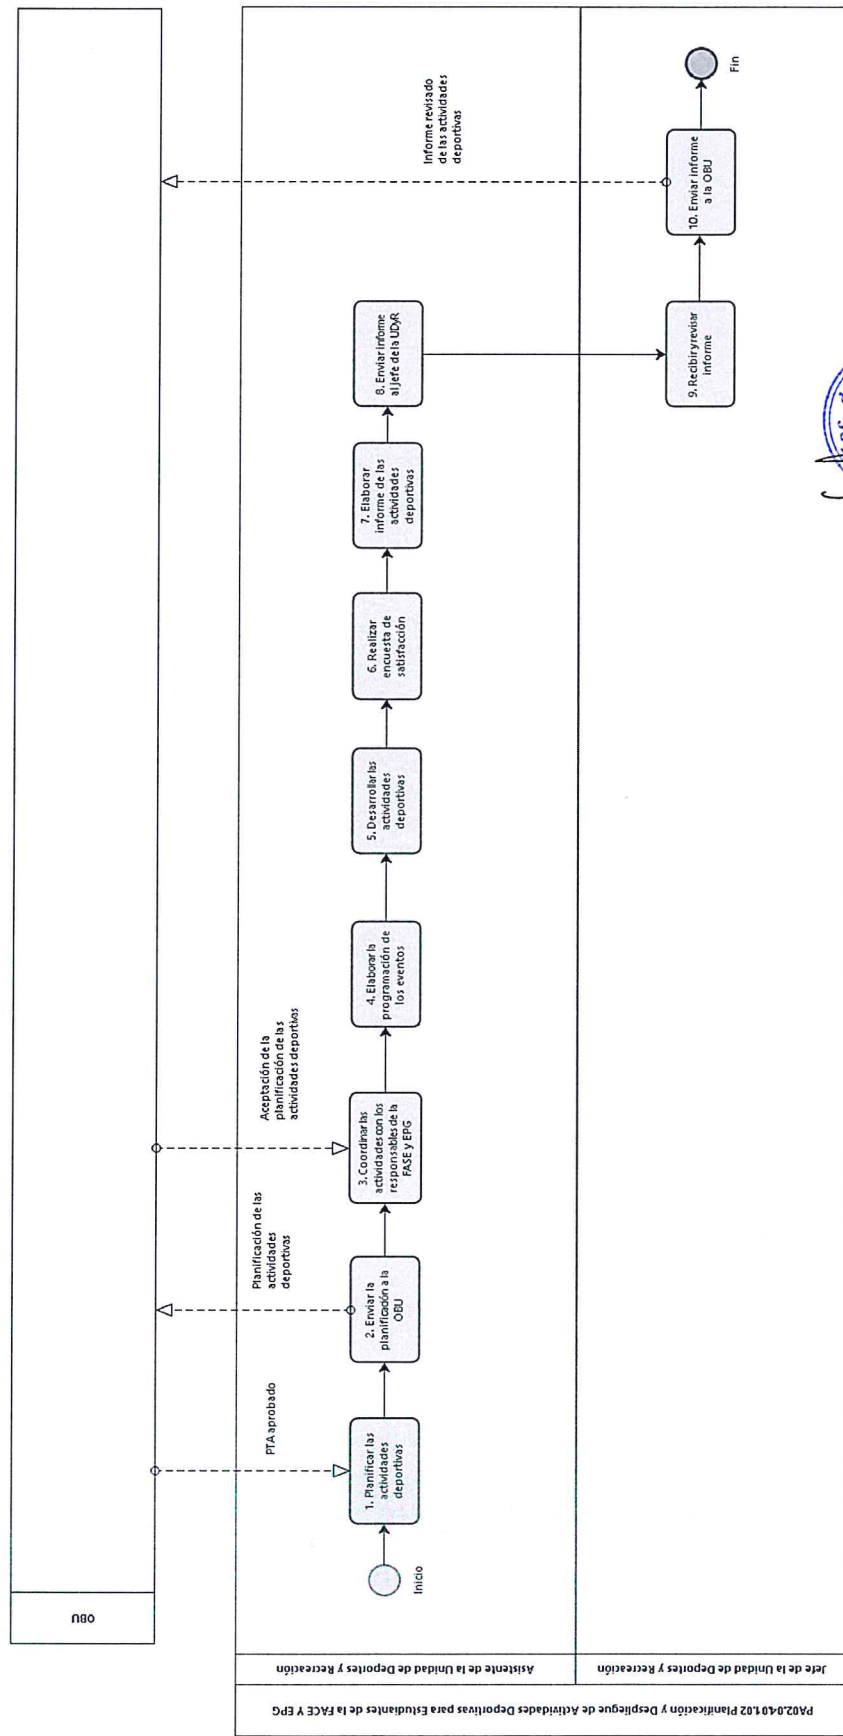 OBU
PA02.04.01.02 Planificación y Despliegue de Actividades Deportivas para Estudiantes de la FACE Y EPG
Asistente de la Unidad de Deportes y Recreación
Jefe de la Unidad de Deportes y Recreación
Inicio
PTA aprobado
1. Planificar las
actividades
deportivas
Planificación de las
actividades
deportivas
2. Enviar la
planificación a la
OBU
Aceptación de la
planificación de las
actividades deportivas
3. Coordinar las
actividades con los
responsables de la
FASE y EPG
4. Elaborar la
programación de
los eventos
5. Desarrollar las
actividades
deportivas
6. Realizar
encuesta de
satisfacción
7. Elaborar
informe de las
actividades
deportivas
8. Enviar informe
al jefe de la UDyR
9. Recibir y revisar
informe
10. Enviar informe
a la OBU
Informe revisado
de las actividades
deportivas
Fin